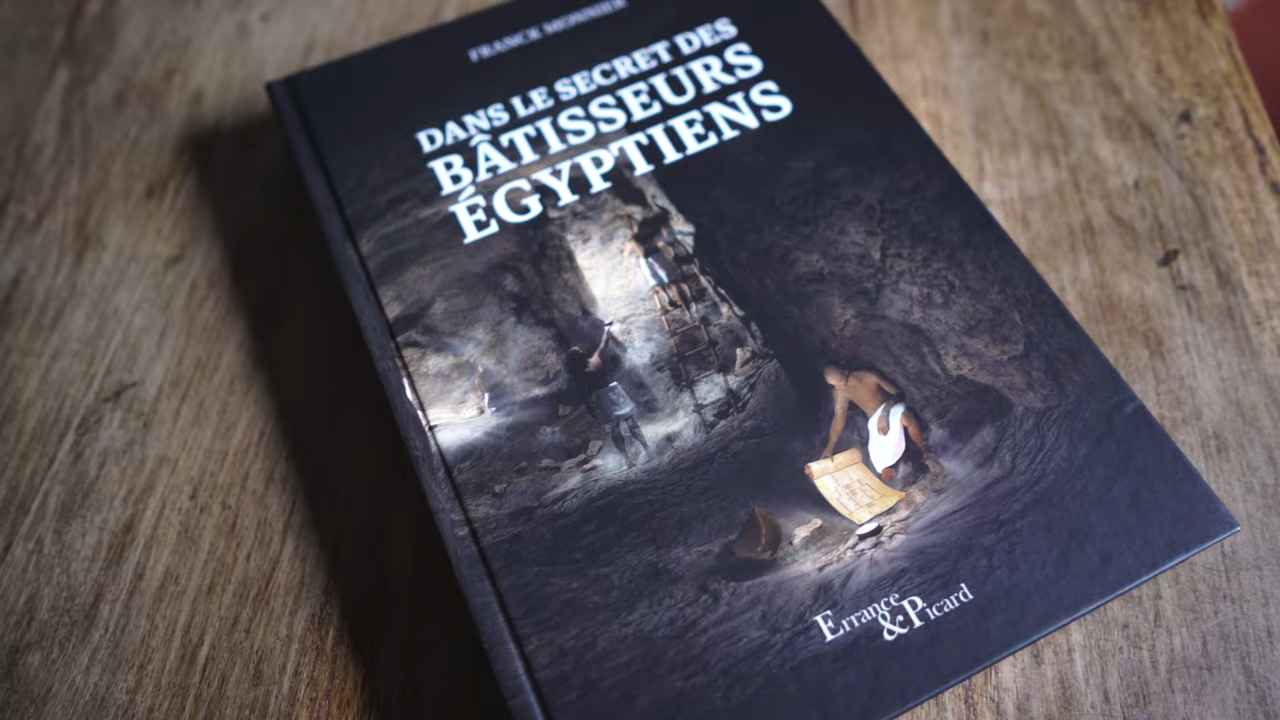 FRANCK MONNIER
DANS LE SECRET DES
BÂTISSEURS
ÉGYPTIENS
Errance
& Picard